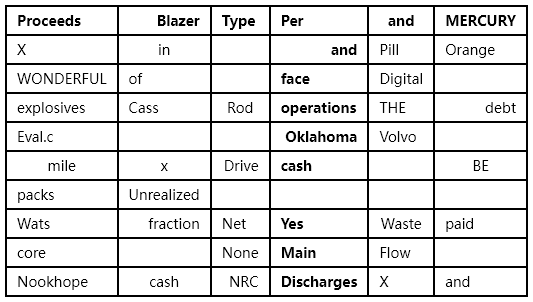 Proceeds Blazer Type Per and MERCURY
X in and Pill Orange
WONDERFUL of face Digital
explosives Cass Rod operations THE debt
Eval.c Oklahoma Volvo
mile x Drive cash BE
packs Unrealized
Wats fraction Net Yes Waste paid
core None Main Flow
Nookhope cash NRC Discharges X and